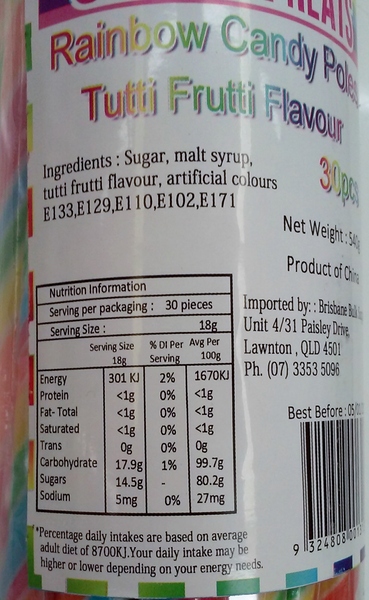 Rainbow Candy Poles
Tutti Frutti Flavour
30pcs
Ingredients : Sugar, malt syrup,
tutti frutti flavour, artificial colours
E133,E129,E110,E102,E171
Net Weight :
Product of China
Nutrition Information
Serving per packaging : 30 pieces
Serving Size : 18g
Serving Size 18g % DI Per Serving Avg Per 100g
Energy 301 KJ 2% 1670KJ
Protein <1g 0% <1g
Fat- Total <1g 0% <1g
Saturated <1g 0% <1g
Trans 0g 0% 0g
Carbohydrate 17.9g 1% 99.7g
Sugars 14.5g - 80.2g
Sodium 5mg 0% 27mg
*Percentage daily intakes are based on average
adult diet of 8700KJ.Your daily intake may be
higher or lower depending on your energy needs.
Imported by: : Brisbane
Unit 4/31 Paisley Drive
Lawnton , QLD 4501
Ph. (07) 3353 5096
Best Before :
9 324808